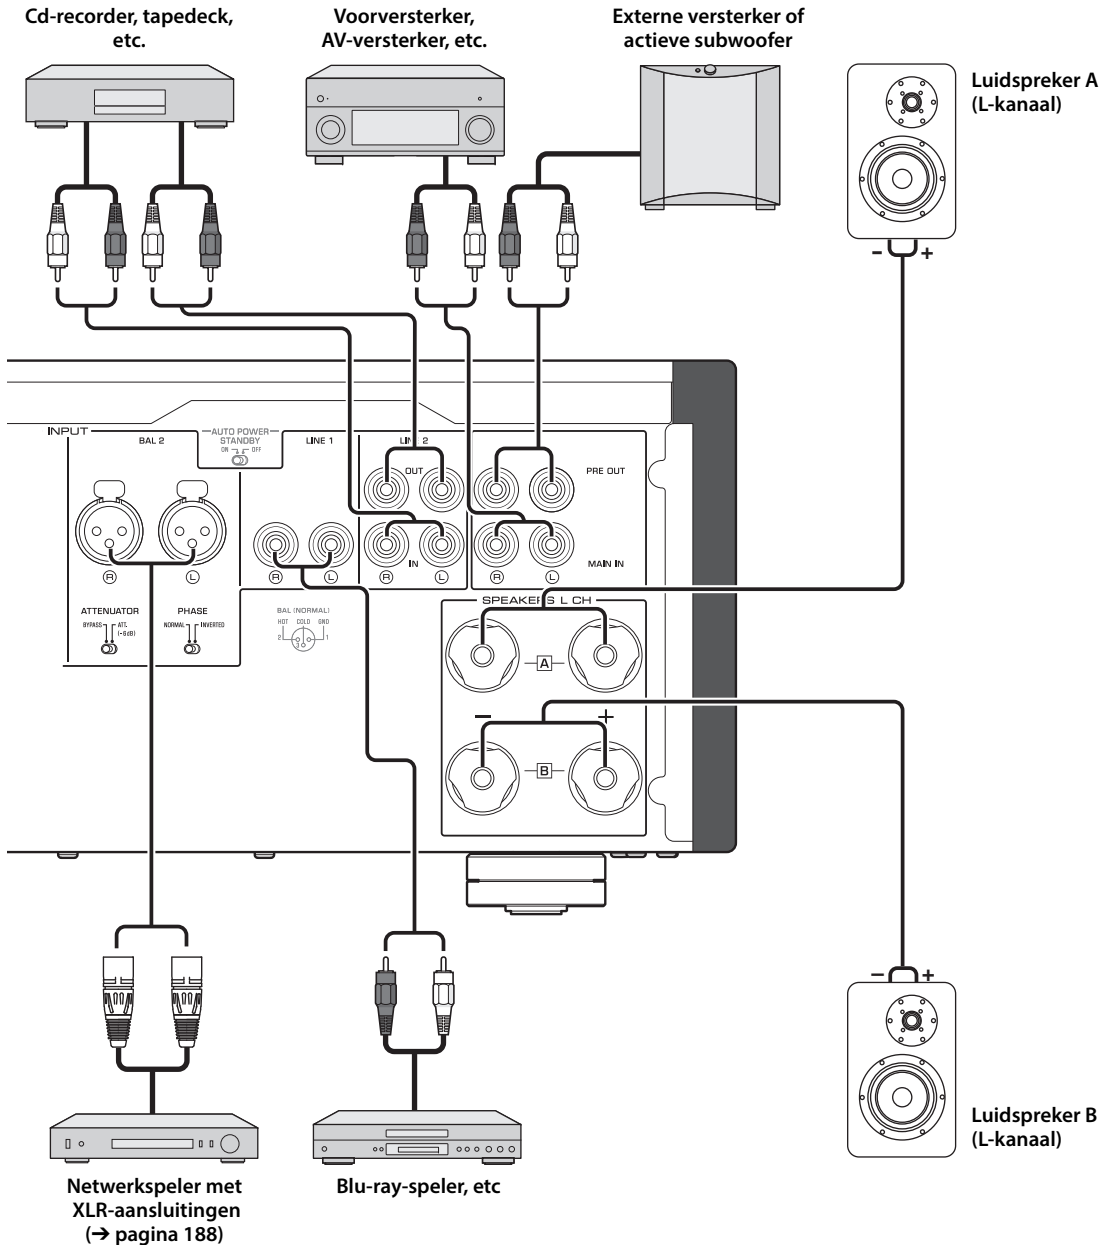 Cd-recorder, tapedeck,
etc.
Voorversterker,
AV-versterker, etc.
Externe versterker of
actieve subwoofer
Luidspreker A
(L-kanaal)
– +
INPUT
BAL 2
AUTO POWER
STANDBY
ON OFF
LINE 1
LINE 2
OUT
PRE OUT
IN
MAIN IN
R L
R L
R L
R L
ATTENUATOR
BYPASS ATT.
(-6dB)
PHASE
NORMAL INVERTED
BAL (NORMAL)
HOT COLD GND
2 3 1
SPEAKERS L CH
A
– +
B
– +
Luidspreker B
(L-kanaal)
Netwerkspeler met
XLR-aansluitingen
(➔ pagina 188)
Blu-ray-speler, etc